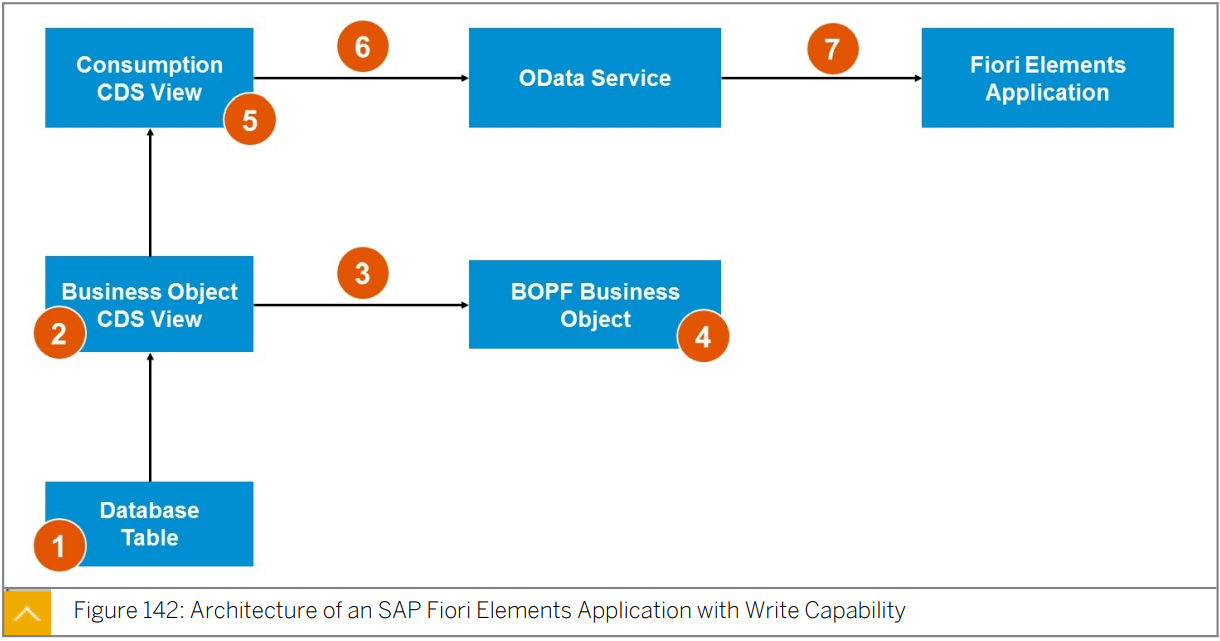 Consumption
CDS View
5
6
OData Service
7
Fiori Elements
Application
Business Object
CDS View
2
3
BOPF Business
Object
4
Database
Table
1
Figure 142: Architecture of an SAP Fiori Elements Application with Write Capability